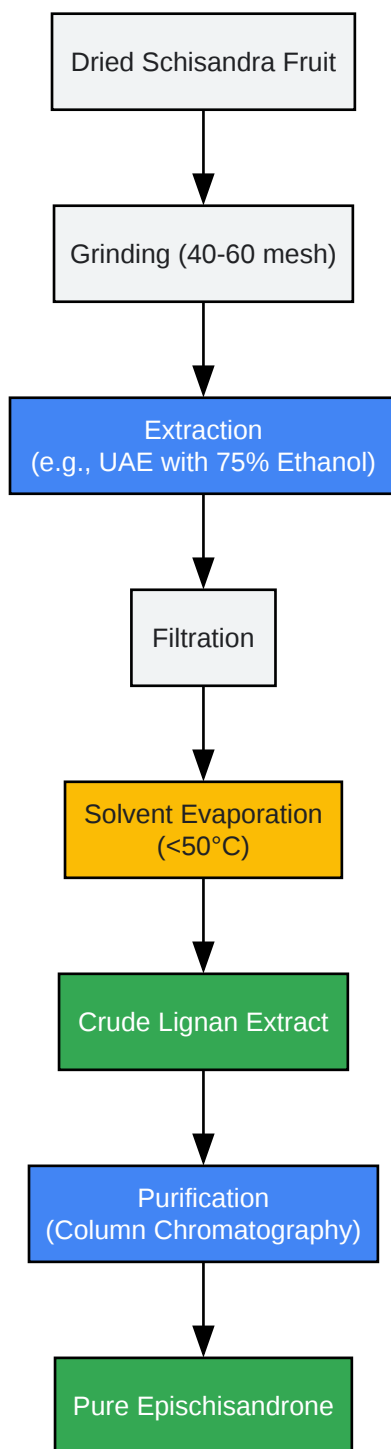 Dried Schisandra Fruit
Grinding (40-60 mesh)
Extraction
(e.g., UAE with 75% Ethanol)
Filtration
Solvent Evaporation
(<50°C)
Crude Lignan Extract
Purification
(Column Chromatography)
Pure Epischisandrone